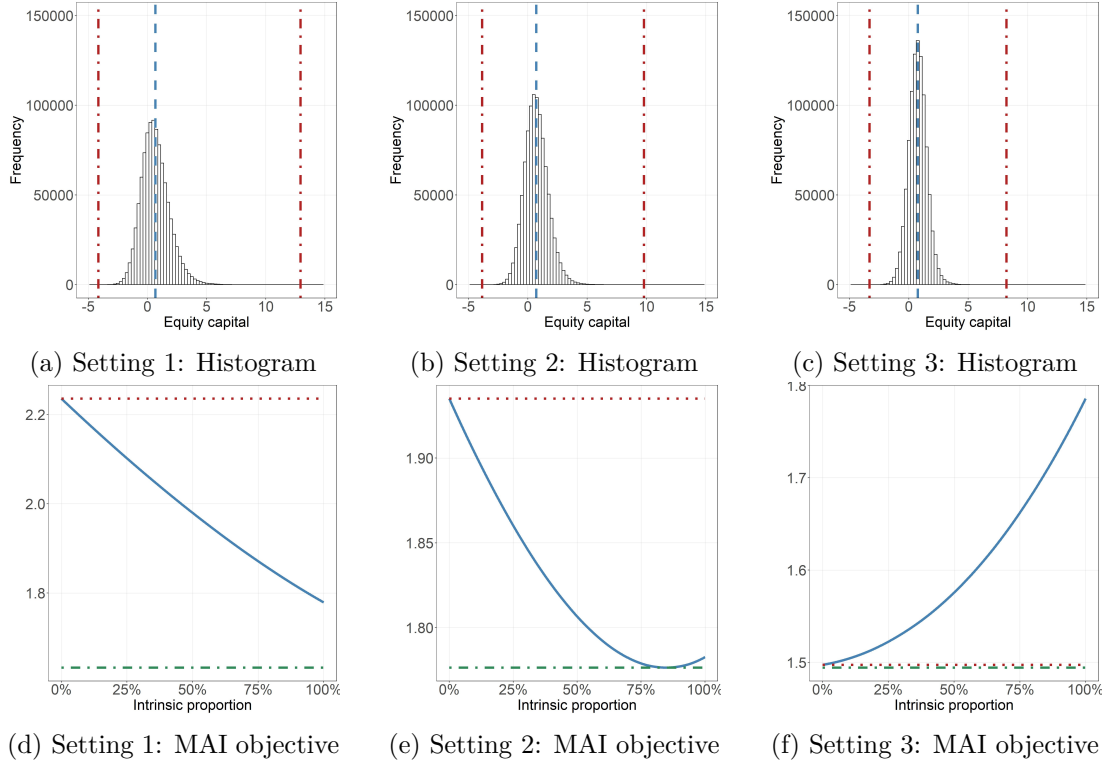 150000
100000
50000
0
Frequency
-5 0 5 10 15
Equity capital
150000
100000
50000
0
Frequency
-5 0 5 10 15
Equity capital
150000
100000
50000
0
Frequency
-5 0 5 10 15
Equity capital
(a) Setting 1: Histogram
(b) Setting 2: Histogram
(c) Setting 3: Histogram
2.2
2.0
1.8
0% 25% 50% 75% 100%
Intrinsic proportion
1.90
1.85
1.80
0% 25% 50% 75% 100%
Intrinsic proportion
1.8
1.7
1.6
1.5
0% 25% 50% 75% 100%
Intrinsic proportion
(d) Setting 1: MAI objective
(e) Setting 2: MAI objective
(f) Setting 3: MAI objective